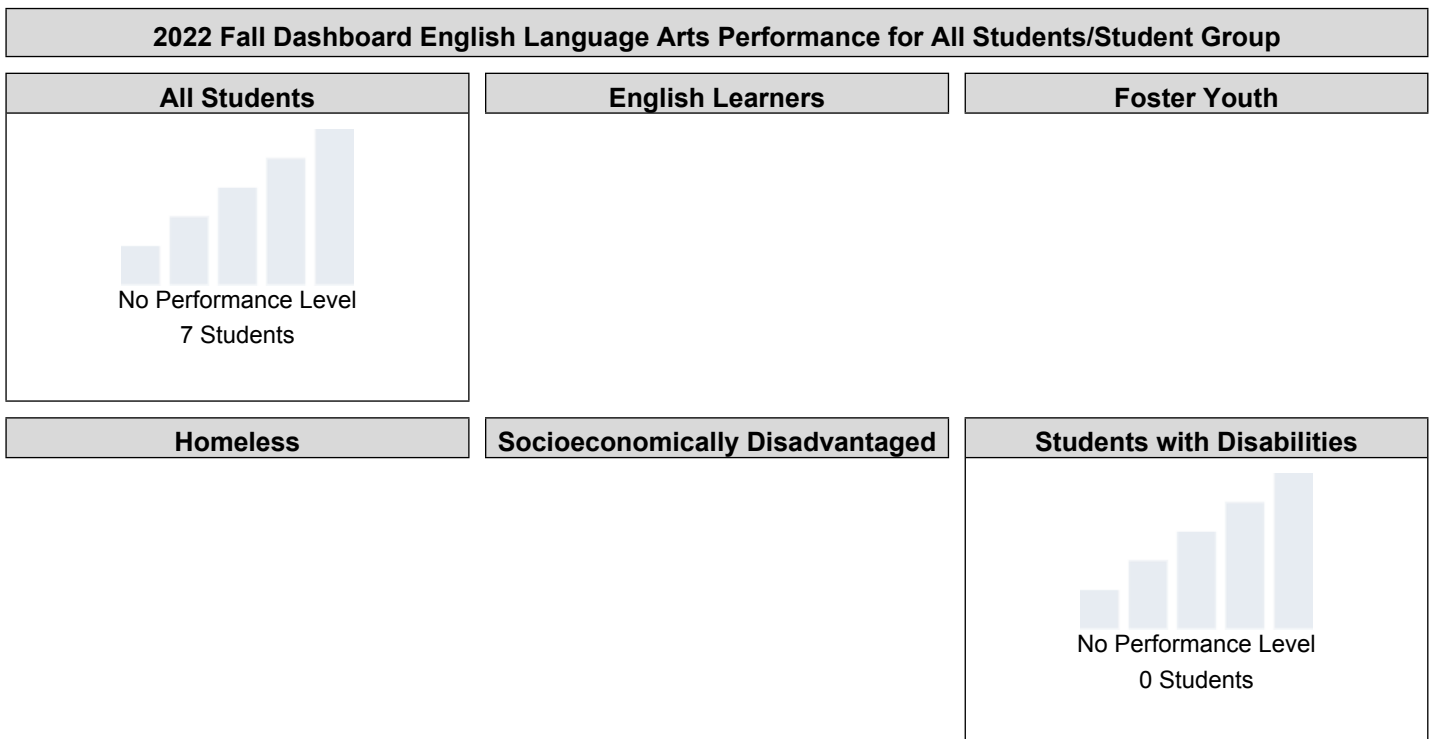 2022 Fall Dashboard English Language Arts Performance for All Students/Student Group
All Students
English Learners
Foster Youth
No Performance Level
7 Students
Homeless
Socioeconomically Disadvantaged
Students with Disabilities
No Performance Level
0 Students